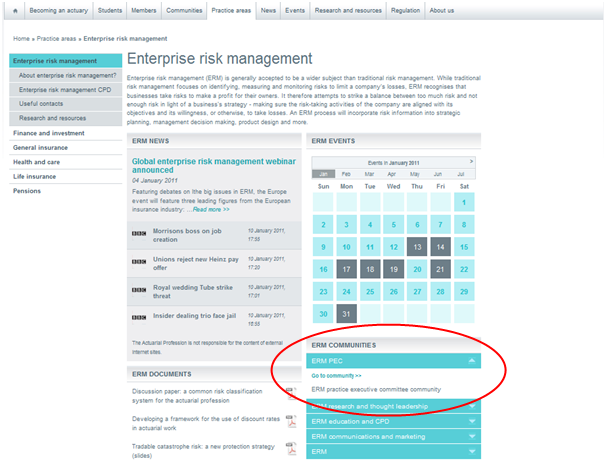 Becoming an actuary Students Members Communities Practice areas News Events Research and resources Regulation About us
Home » Practice areas » Enterprise risk management
Enterprise risk management
About enterprise risk management?
Enterprise risk management CPD
Useful contacts
Research and resources
Finance and investment
General insurance
Health and care
Life insurance
Pensions
Enterprise risk management
Enterprise risk management (ERM) is generally accepted to be a wider subject than traditional risk management. While traditional
risk management focuses on identifying, measuring and monitoring risks to limit a company's losses, ERM recognises that
businesses take risks to make a profit for their owners. It therefore attempts to strike a balance between too much risk and not
enough risk in light of a business's strategy - making sure the risk-taking activities of the company are aligned with its
objectives and its willingness, or otherwise, to take losses. An ERM process will incorporate risk information into strategic
planning, management decision making, product design and more.
ERM NEWS
Global enterprise risk management webinar
announced
04 January 2011
Featuring debates on the big issues in ERM, the Europe
event will feature three leading figures from the European
insurance industry: ...Read more >>
BBC Morrisons boss on job
creation
10 January 2011,
17:55
BBC Unions reject new Heinz pay
offer
10 January 2011,
17:20
BBC Royal wedding Tube strike
threat
10 January 2011,
17:01
BBC Insider dealing trio face jail
10 January 2011,
16:55
The Actuarial Profession is not responsible for the content of external
internet sites.
ERM DOCUMENTS
Discussion paper: a common risk classification
system for the actuarial profession
Developing a framework for the use of discount rates
in actuarial work
Tradable catastrophe risk: a new protection strategy
(slides)
ERM EVENTS
Events in January 2011 >
Jan Feb Mar Apr May Jun Jul
Sun Mon Tue Wed Thu Fri Sat
1
2 3 4 5 6 7 8
9 10 11 12 13 14 15
16 17 18 19 20 21 22
23 24 25 26 27 28 29
30 31
ERM COMMUNITIES
ERM PEC
Go to community >>
ERM practice executive committee community
ERM research and thought leadership
ERM education and CPD
ERM communications and marketing
ERM